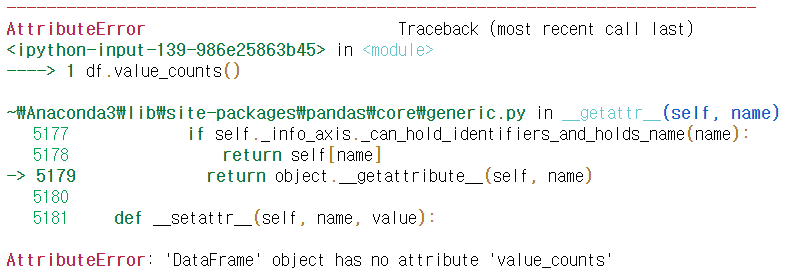 ---------------------------------------------------------------------------
AttributeError                            Traceback (most recent call last)
<ipython-input-139-986e25863b45> in <module>
----> 1 df.value_counts()

~₩Anaconda3₩lib₩site-packages₩pandas₩core₩generic.py in __getattr__(self, name)
   5177             if self._info_axis._can_hold_identifiers_and_holds_name(name):
   5178                 return self[name]
-> 5179             return object.__getattribute__(self, name)
   5180
   5181     def __setattr__(self, name, value):

AttributeError: 'DataFrame' object has no attribute 'value_counts'